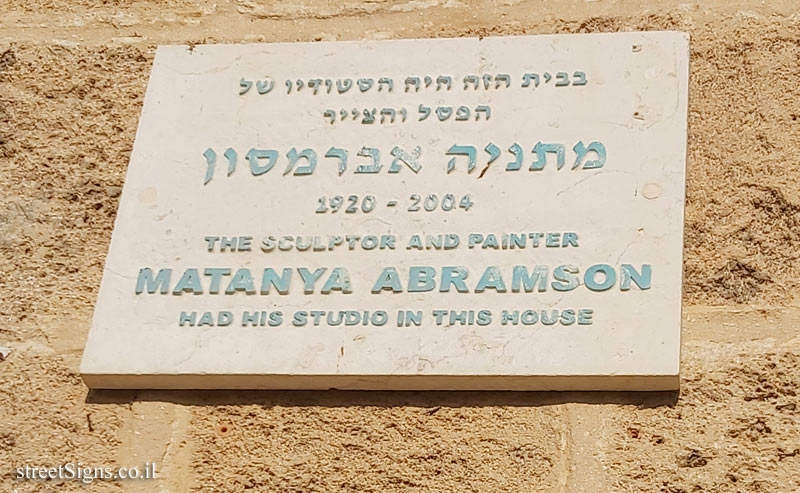 בבית הזה היה הסטודיו של
הפסל והצייר
מתניה אברמסון
1920 - 2004
THE SCULPTOR AND PAINTER
MATANYA ABRAMSON
HAD HIS STUDIO IN THIS HOUSE
streetSigns.co.il